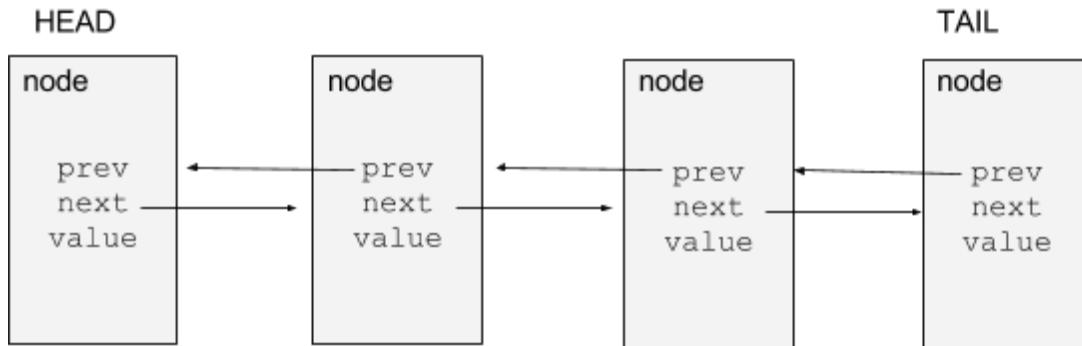 HEAD
TAIL
node
node
node
node
prev
next
value
prev
next
value
prev
next
value
prev
next
value